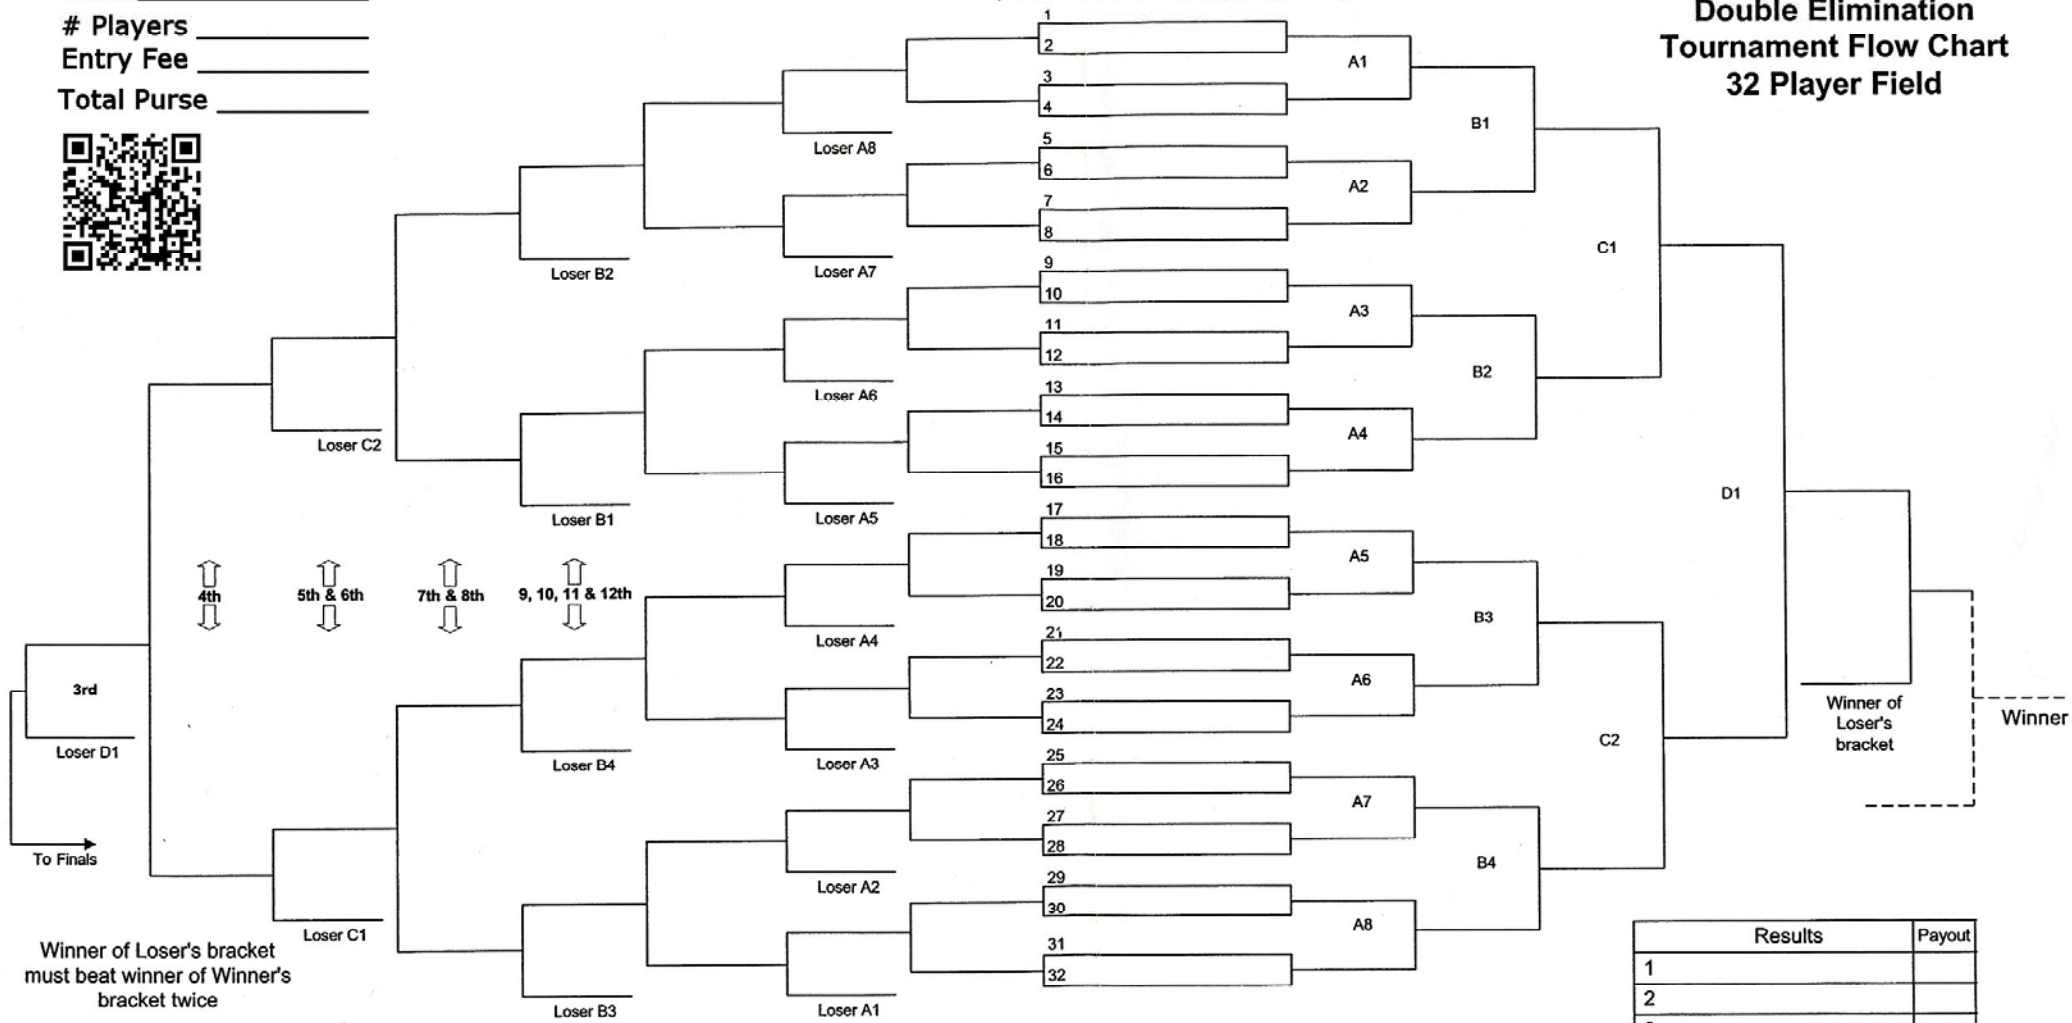 # Players
Entry Fee
Total Purse
Double Elimination
Tournament Flow Chart
32 Player Field
1
2
3
4
5
6
7
8
9
10
11
12
13
14
15
16
17
18
19
20
21
22
23
24
25
26
27
28
29
30
31
32
A1
A2
A3
A4
A5
A6
A7
A8
B1
B2
B3
B4
C1
C2
D1
Loser A8
Loser A7
Loser A6
Loser A5
Loser A4
Loser A3
Loser A2
Loser A1
Loser B2
Loser B1
Loser B4
Loser B3
Loser C2
Loser C1
4th
5th & 6th
7th & 8th
9, 10, 11 & 12th
3rd
Loser D1
To Finals
Winner of Loser's bracket
must beat winner of Winner's
bracket twice
Winner of
Loser's
bracket
Winner
Results Payout
1
2